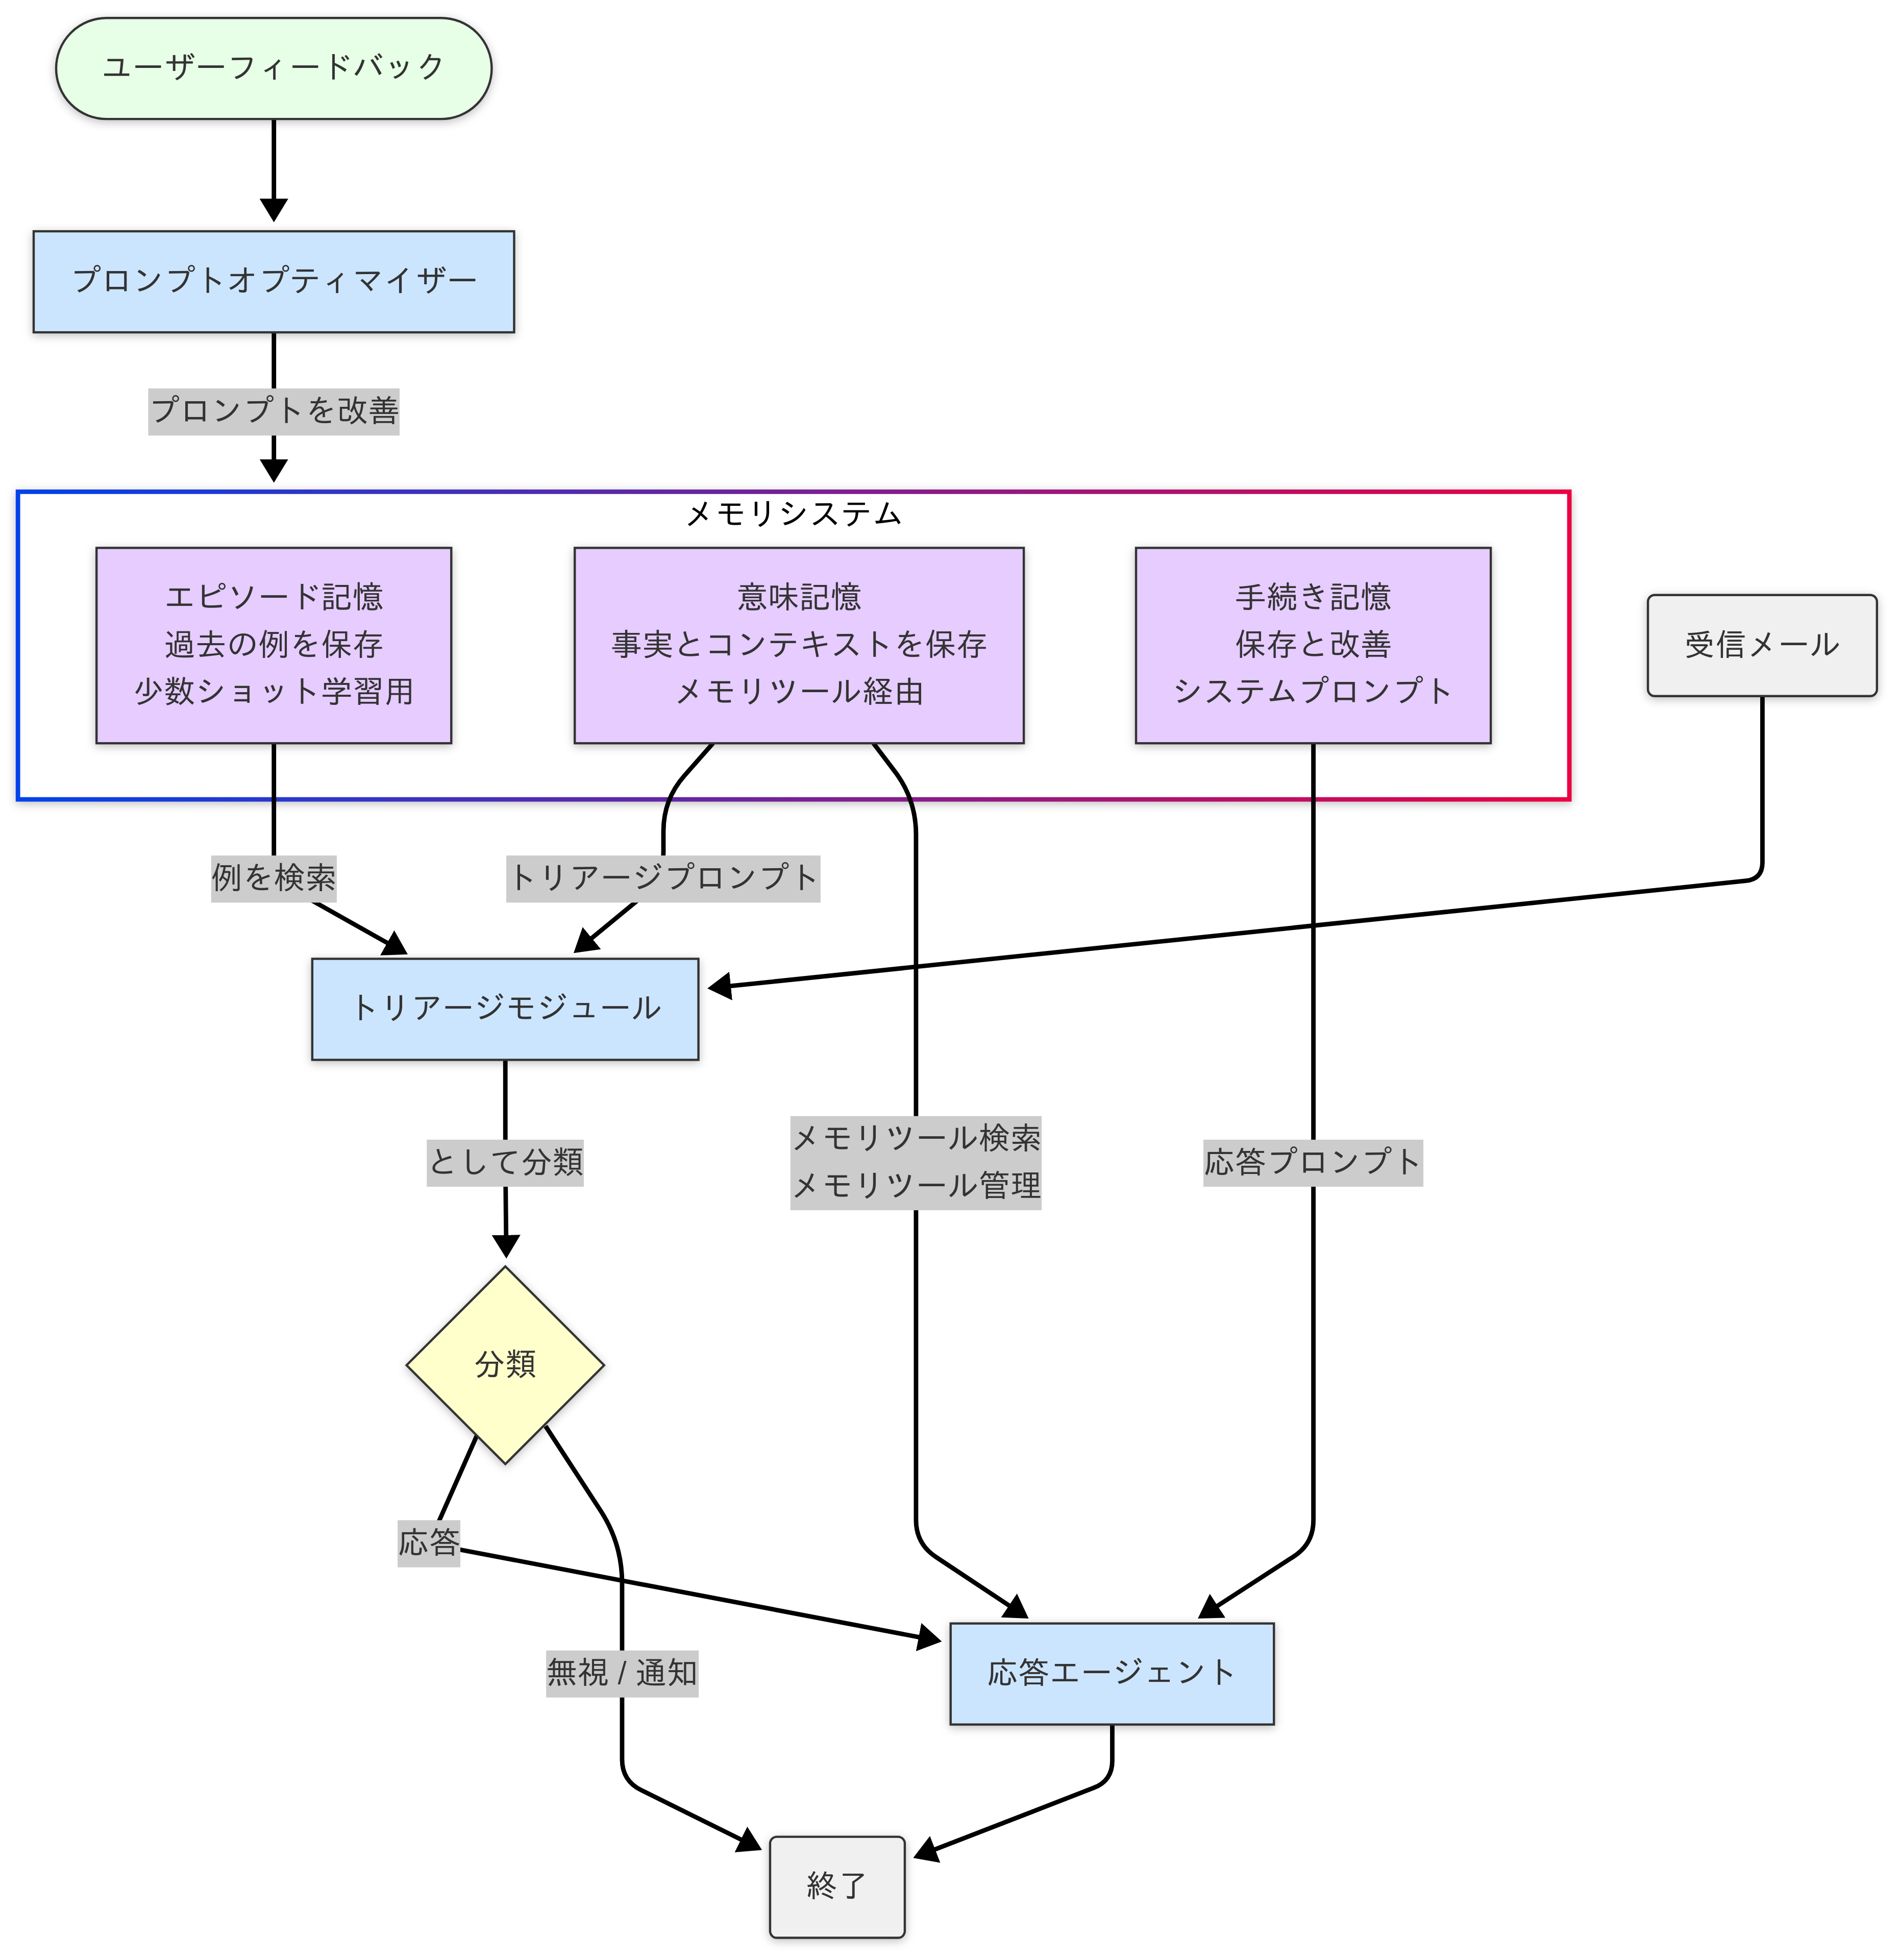 ユーザーフィードバック
プロンプトオプティマイザー
プロンプトを改善
メモリシステム
エピソード記憶
過去の例を保存
少数ショット学習用
意味記憶
事実とコンテキストを保存
メモリツール経由
手続き記憶
保存と改善
システムプロンプト
受信メール
例を検索
トリアージプロンプト
トリアージモジュール
として分類
メモリツール検索
メモリツール管理
応答プロンプト
分類
応答
無視 / 通知
応答エージェント
終了